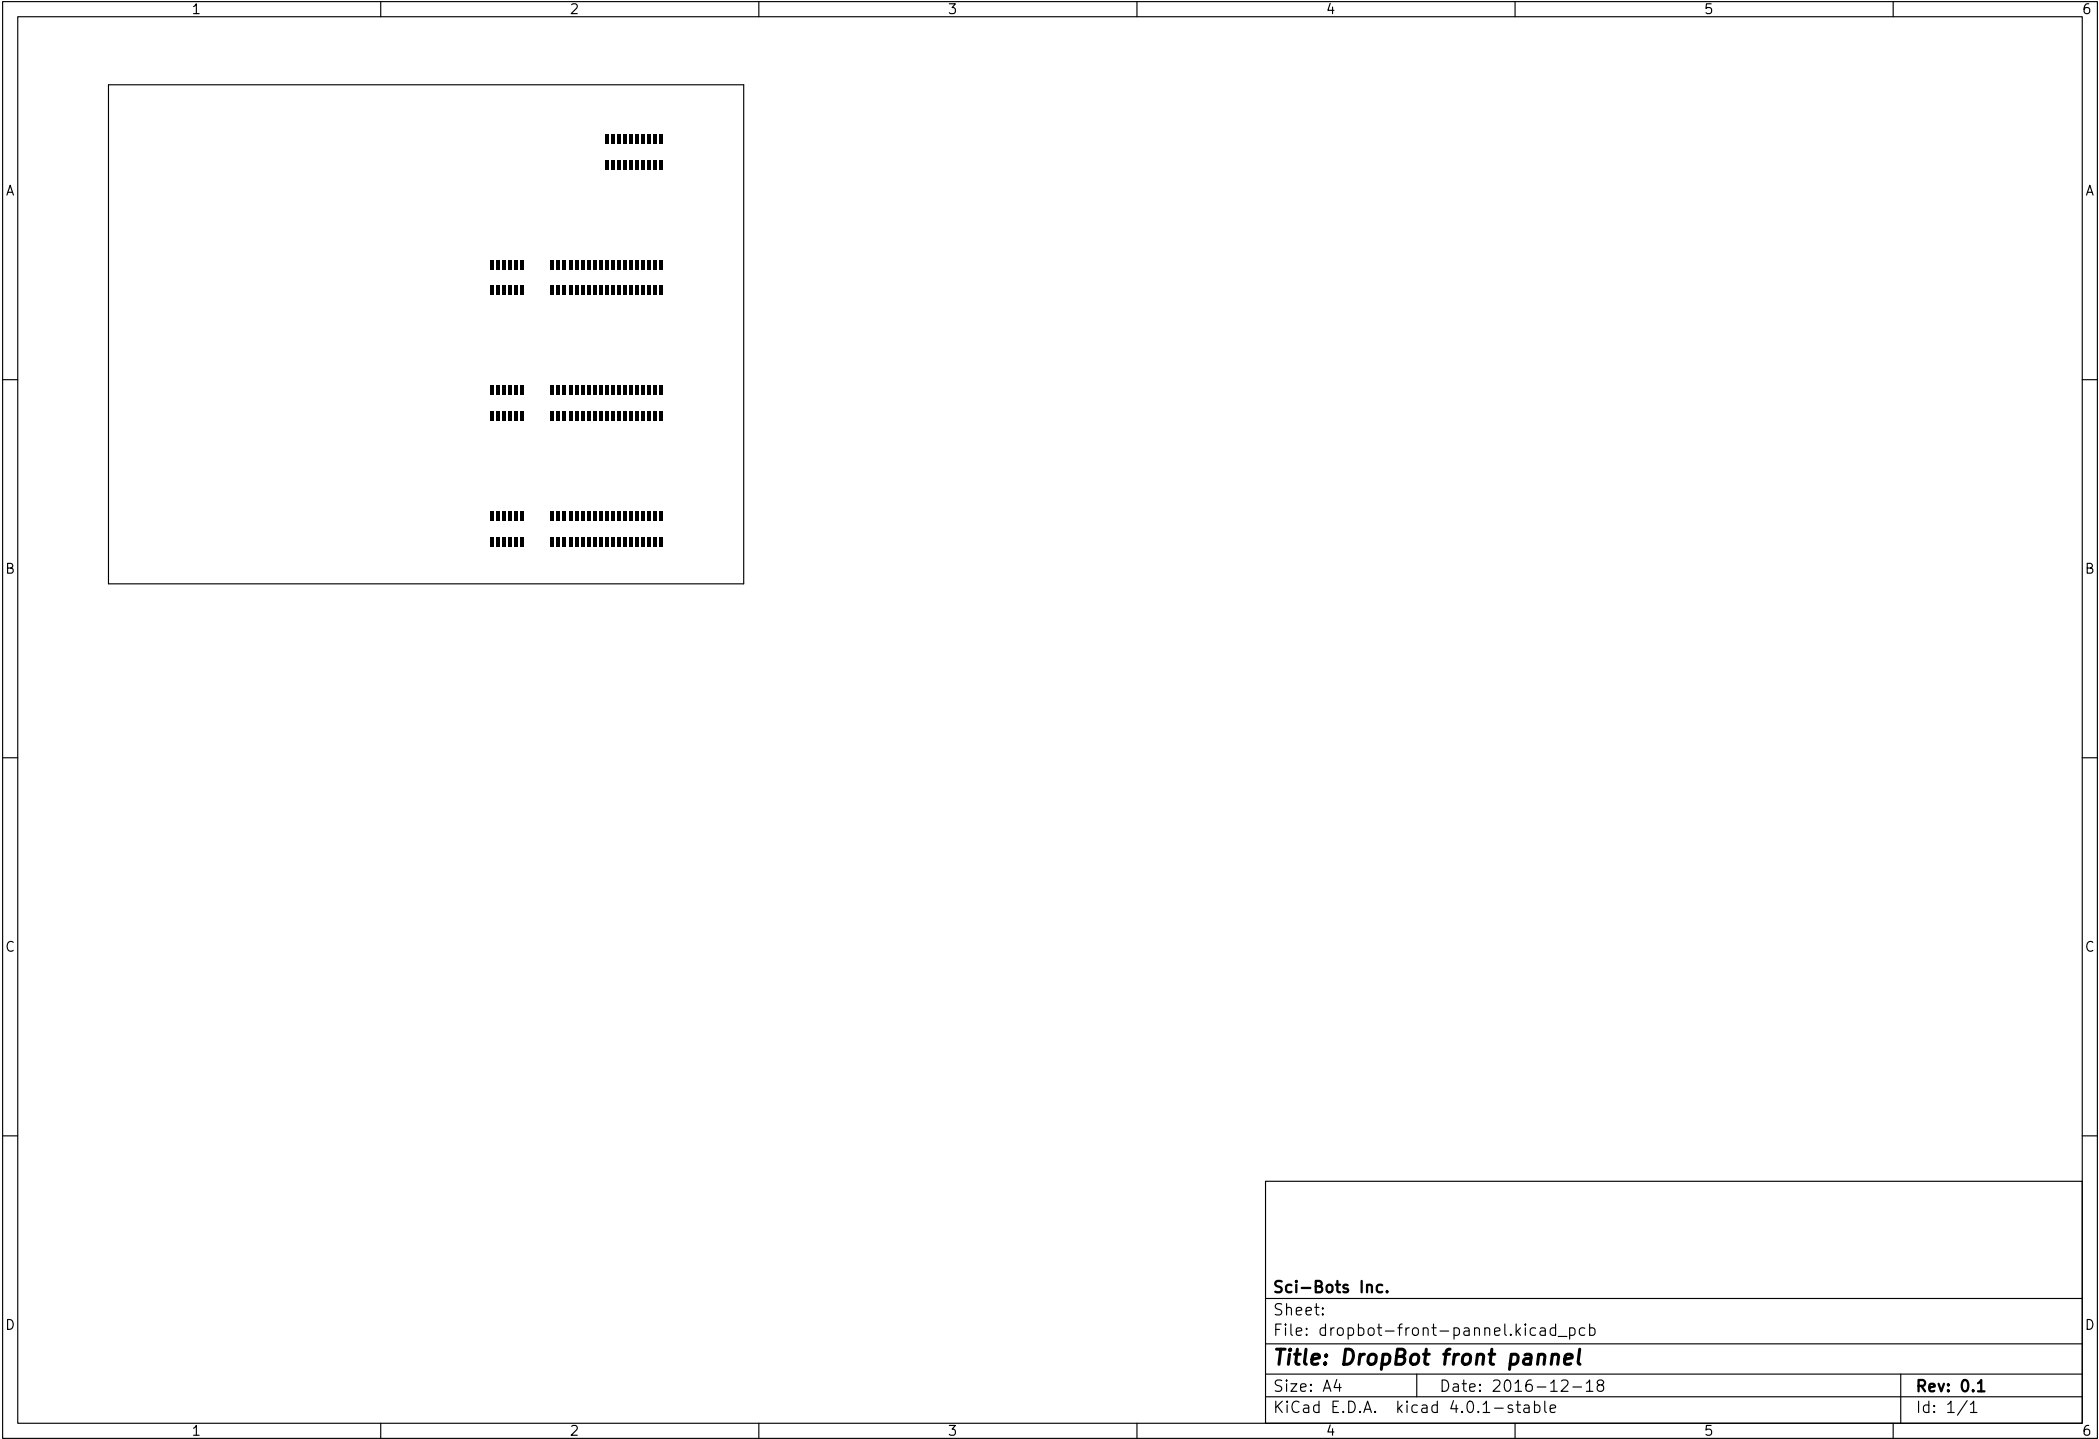 1 2 3 4 5 6
A A
B B
C C
Sci-Bots Inc.
Sheet:
File: dropbot-front-pannel.kicad_pcb
D D
Title: DropBot front pannel
Size: A4 Date: 2016-12-18 Rev: 0.1
KiCad E.D.A. kicad 4.0.1-stable Id: 1/1
1 2 3 4 5 6